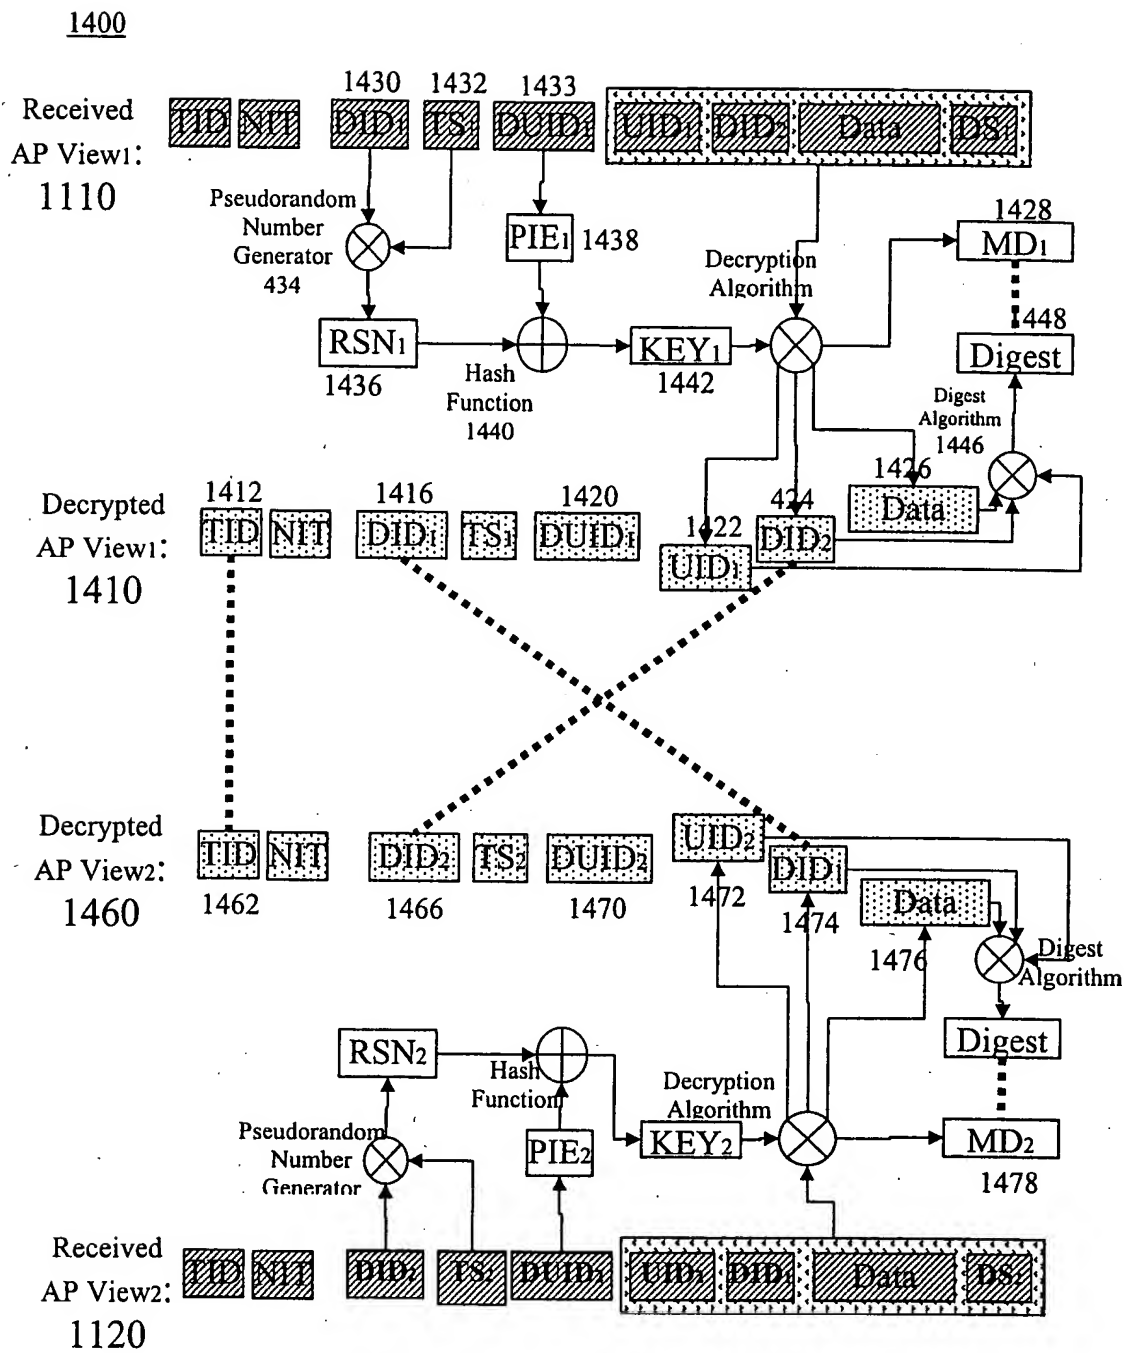 1400
1430 1432 1433
Received
AP View1:
1110
TID NIT DID1 TS1 DUID1 UID1 DID2 Data DS1
Pseudorandom
Number
Generator
434
PIE1 1438
Decryption
Algorithm
1428
MD1
448
Digest
RSN1
1436
Hash
Function
1440
KEY1
1442
Digest
Algorithm
1446
1426
Data
Decrypted
AP View1:
1410
1412 1416 1420 1422 424
TID NIT DID1 TS1 DUID1 UID1 DID2
Decrypted
AP View2:
1460
TID NIT DID2 TS2 DUID2 UID2 DID1 Data
1462 1466 1470 1472 1474 1476
Digest
Algorithm
Digest
RSN2
Hash
Function
Decryption
Algorithm
Pseudorandom
Number
Generator
PIE2
KEY2
MD2
1478
Received
AP View2:
1120
TID NIT DID2 TS2 DUID2 UID2 DID1 Data DS2